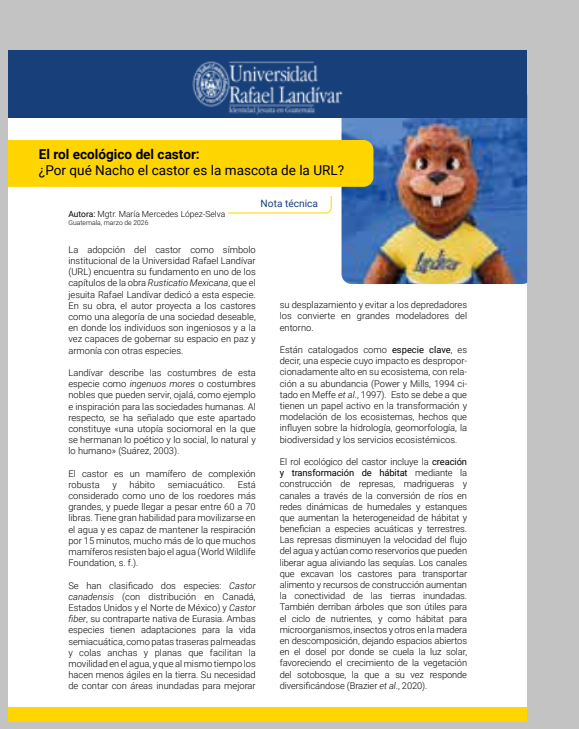 Universidad
Rafael Landívar
Identidad Jesuita en Guatemala
El rol ecológico del castor:
¿Por qué Nacho el castor es la mascota de la URL?
Nota técnica
Autora: Mgtr. María Mercedes López-Selva
Guatemala, marzo de 2026
Landívar
La adopción del castor como símbolo
institucional de la Universidad Rafael Landívar
(URL) encuentra su fundamento en uno de los
capítulos de la obra Rusticatio Mexicana, que el
jesuita Rafael Landívar dedicó a esta especie.
En su obra, el autor proyecta a los castores
como una alegoría de una sociedad deseable,
en donde los individuos son ingeniosos y a la
vez capaces de gobernar su espacio en paz y
armonía con otras especies.
Landívar describe las costumbres de esta
especie como ingenuos mores o costumbres
nobles que pueden servir, ojalá, como ejemplo
e inspiración para las sociedades humanas. Al
respecto, se ha señalado que este apartado
constituye «una utopía sociomoral en la que
se hermanan lo poético y lo social, lo natural y
lo humano» (Suárez, 2003).
El castor es un mamífero de complexión
robusta y hábito semiacuático. Está
considerado como uno de los roedores más
grandes, y puede llegar a pesar entre 60 a 70
libras. Tiene gran habilidad para movilizarse en
el agua y es capaz de mantener la respiración
por 15 minutos, mucho más de lo que muchos
mamíferos resisten bajo el agua (World Wildlife
Foundation, s. f.).
Se han clasificado dos especies: Castor
canadensis (con distribución en Canadá,
Estados Unidos y el Norte de México) y Castor
fiber, su contraparte nativa de Eurasia. Ambas
especies tienen adaptaciones para la vida
semiacuática, como patas traseras palmeadas
y colas anchas y planas que facilitan la
movilidad en el agua, y que al mismo tiempo los
hacen menos ágiles en la tierra. Su necesidad
de contar con áreas inundadas para mejorar
su desplazamiento y evitar a los depredadores
los convierte en grandes modeladores del
entorno.
Están catalogados como especie clave, es
decir, una especie cuyo impacto es despropor-
cionadamente alto en su ecosistema, con rela-
ción a su abundancia (Power y Mills, 1994 ci-
tado en Meffe et al., 1997). Esto se debe a que
tienen un papel activo en la transformación y
modelación de los ecosistemas, hechos que
influyen sobre la hidrología, geomorfología, la
biodiversidad y los servicios ecosistémicos.
El rol ecológico del castor incluye la creación
y transformación de hábitat mediante la
construcción de represas, madrigueras y
canales a través de la conversión de ríos en
redes dinámicas de humedales y estanques
que aumentan la heterogeneidad de hábitat y
benefician a especies acuáticas y terrestres.
Las represas disminuyen la velocidad del flujo
del agua y actúan como reservorios que pueden
liberar agua aliviando las sequías. Los canales
que excavan los castores para transportar
alimento y recursos de construcción aumentan
la conectividad de las tierras inundadas.
También derriban árboles que son útiles para
el ciclo de nutrientes, y como hábitat para
microorganismos, insectos y otros en la madera
en descomposición, dejando espacios abiertos
en el dosel por donde se cuela la luz solar,
favoreciendo el crecimiento de la vegetación
del sotobosque, la que a su vez responde
diversificándose (Brazier et al., 2020).